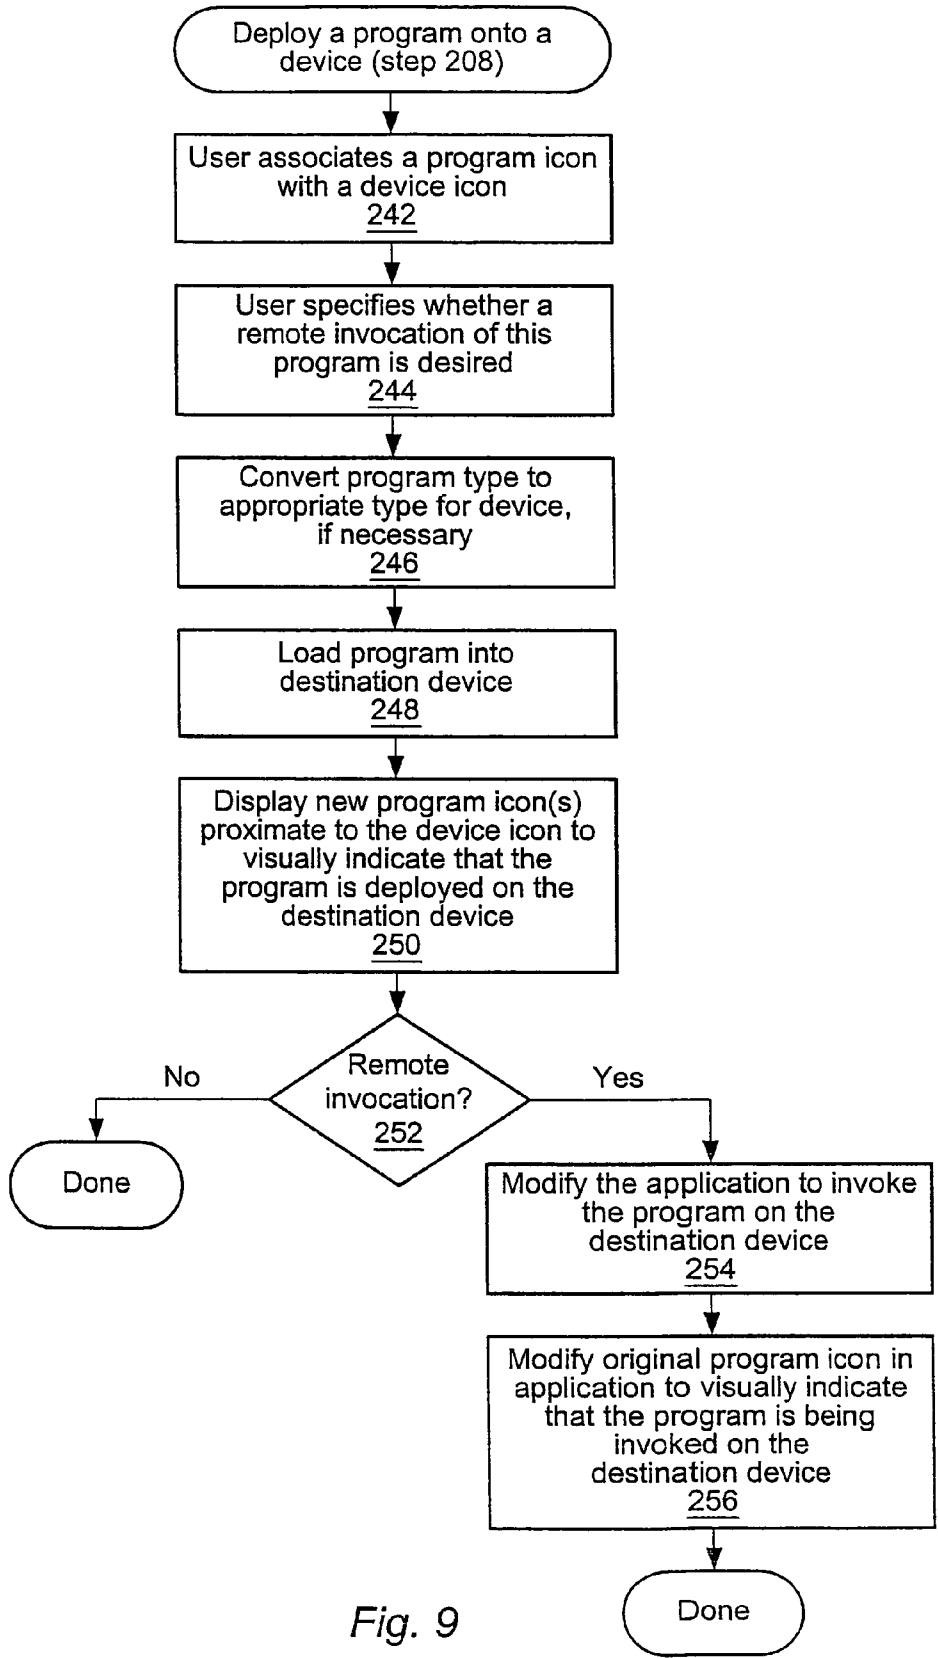 Deploy a program onto a
device (step 208)
User associates a program icon
with a device icon
242
User specifies whether a
remote invocation of this
program is desired
244
Convert program type to
appropriate type for device,
if necessary
246
Load program into
destination device
248
Display new program icon(s)
proximate to the device icon to
visually indicate that the
program is deployed on the
destination device
250
Remote
invocation?
252
No
Yes
Done
Modify the application to invoke
the program on the
destination device
254
Modify original program icon in
application to visually indicate
that the program is being
invoked on the
destination device
256
Done
Fig. 9